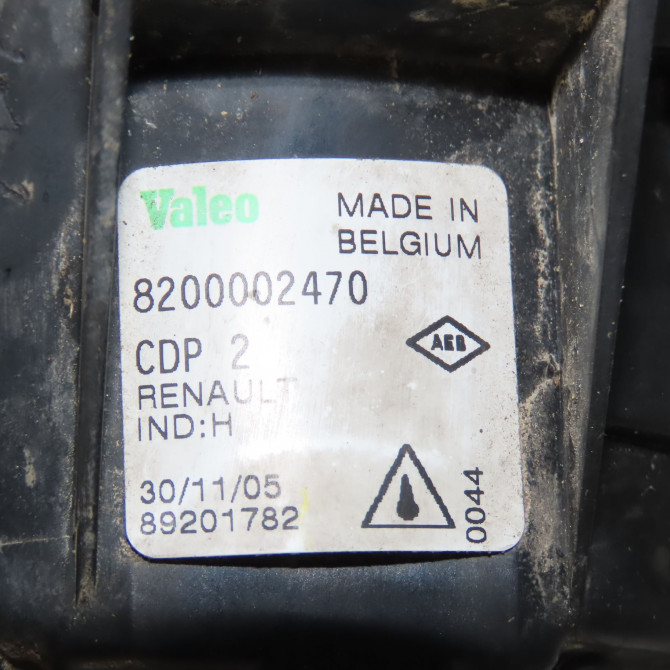 Valeo
MADE IN
BELGIUM
8200002470
CDP 2
AEB
RENAULT
IND:H
30/11/05
89201782
0044